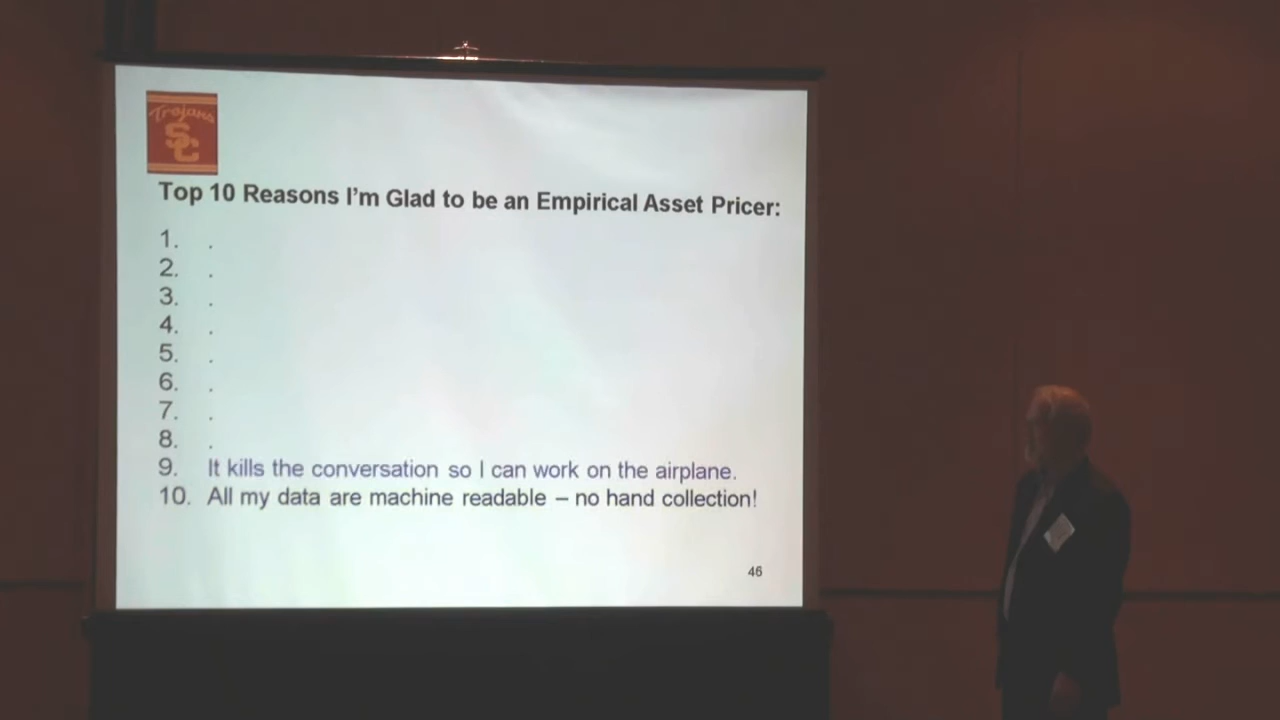 Trojans
SC
Top 10 Reasons I'm Glad to be an Empirical Asset Pricer:
1. .
2. .
3. .
4. .
5. .
6. .
7. .
8. .
9. It kills the conversation so I can work on the airplane.
10. All my data are machine readable – no hand collection!
46